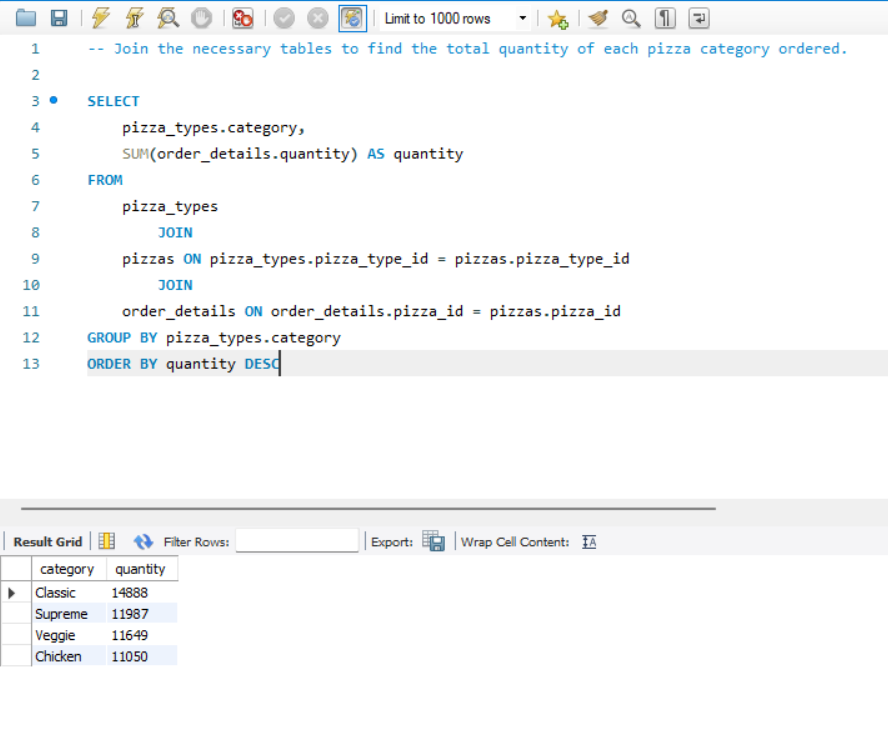 Limit to 1000 rows
1 -- Join the necessary tables to find the total quantity of each pizza category ordered.
2
3 SELECT
4 pizza_types.category,
5 SUM(order_details.quantity) AS quantity
6 FROM
7 pizza_types
8 JOIN
9 pizzas ON pizza_types.pizza_type_id = pizzas.pizza_type_id
10 JOIN
11 order_details ON order_details.pizza_id = pizzas.pizza_id
12 GROUP BY pizza_types.category
13 ORDER BY quantity DESC
Result Grid Filter Rows: Export: Wrap Cell Content: IA
category quantity
Classic 14888
Supreme 11987
Veggie 11649
Chicken 11050